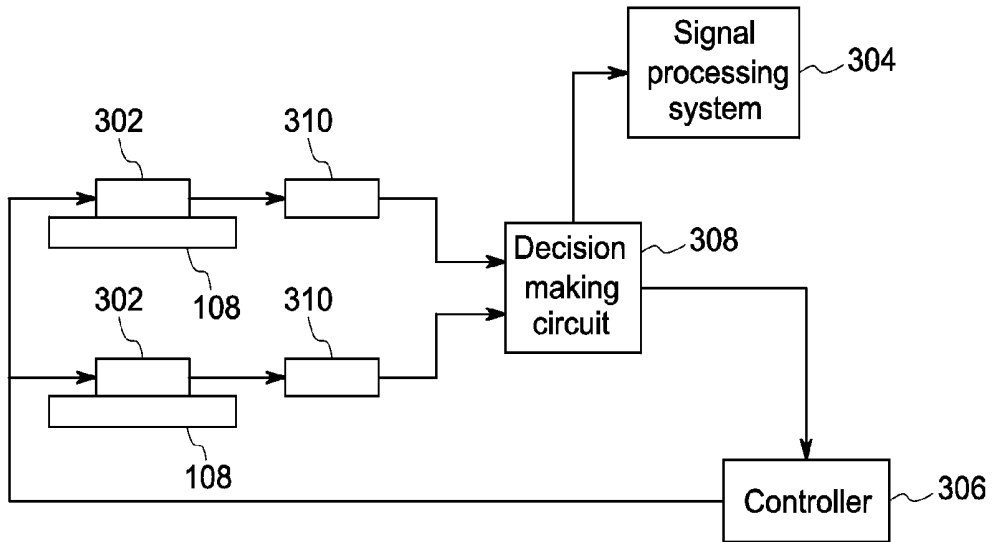 Signal
processing
system
304
302
310
Decision
making
circuit
308
108
302
310
108
Controller
306